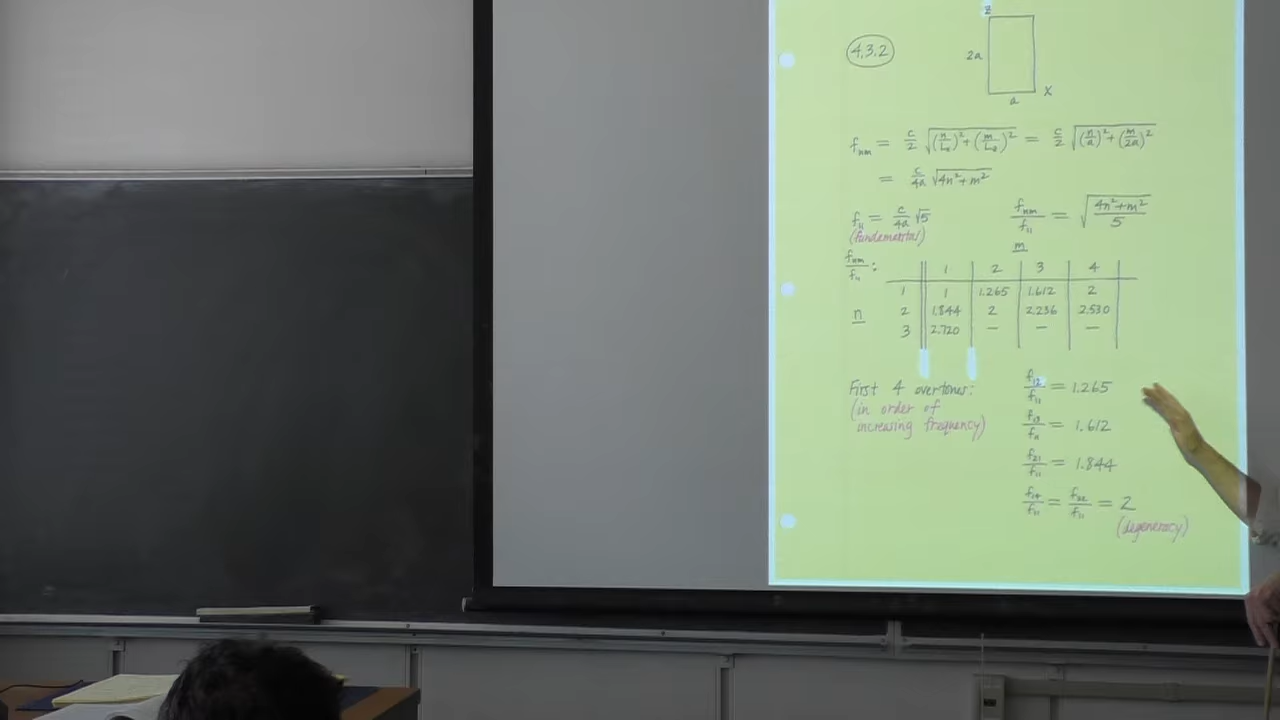 z
4.3.2
2a
a
x
fnm = c/2 √((n/Lx)² + (m/Lz)²) = c/2 √((n/a)² + (m/2a)²)
= c/4a √(4n²+m²)
f11 = c/4a √5
fnm/f11 = √((4n²+m²)/5)
(fundamental)
m
fnm/f11 :
1 2 3 4
1 1 1.265 1.612 2
n 2 1.844 2 2.236 2.530
3 2.720 — — —
First 4 overtones: f12/f11 = 1.265
(in order of
increasing frequency)
f13/f11 = 1.612
f21/f11 = 1.844
f14/f11 = f22/f11 = 2
(degeneracy)